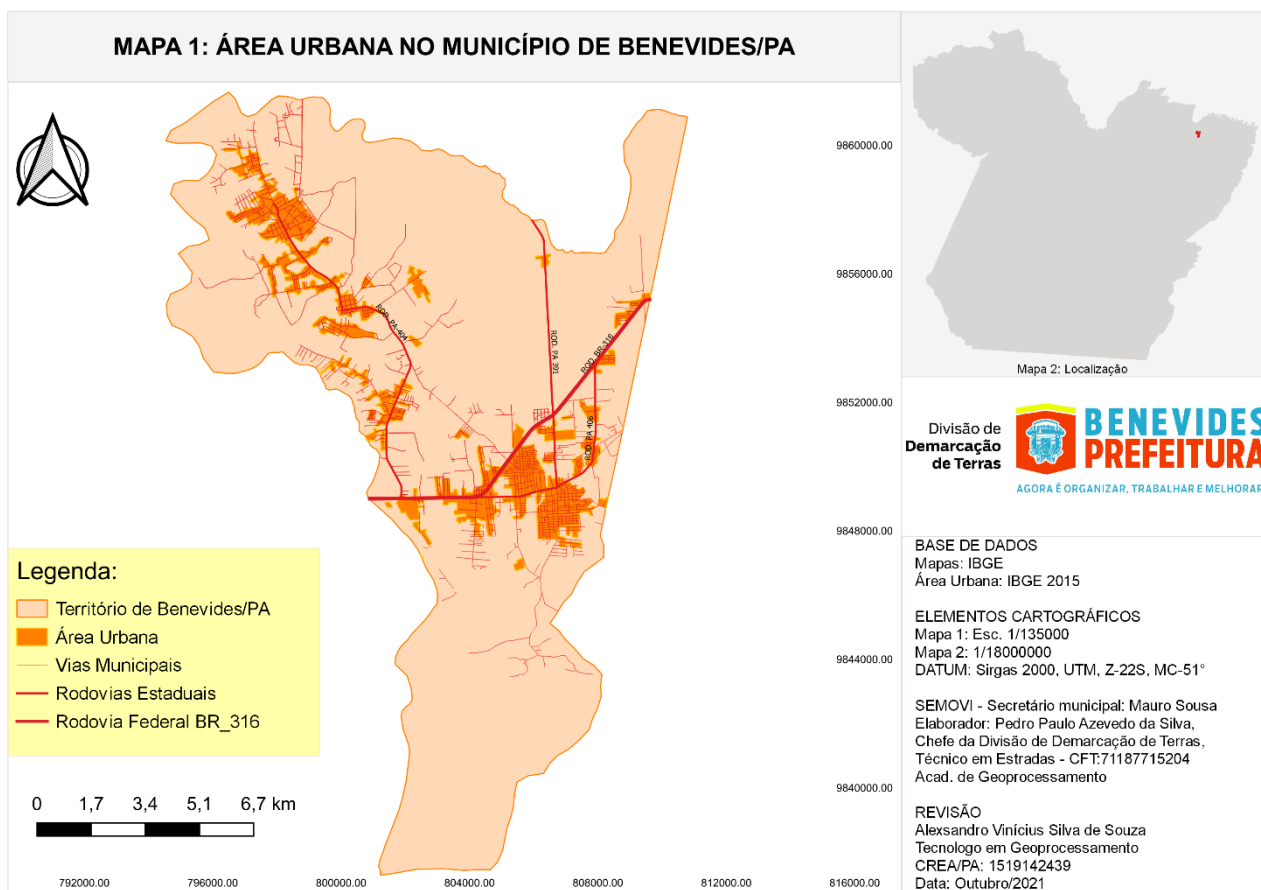 MAPA 1: ÁREA URBANA NO MUNICÍPIO DE BENEVIDES/PA
9860000.00
9856000.00
9852000.00
9848000.00
9844000.00
9840000.00
ROD. PA-404
ROD. PA 391
ROD. BR-316
ROD. PA 406
Legenda:
Território de Benevides/PA
Área Urbana
Vias Municipais
Rodovias Estaduais
Rodovia Federal BR_316
0 1,7 3,4 5,1 6,7 km
792000.00 796000.00 800000.00 804000.00 808000.00 812000.00 816000.00
Mapa 2: Localização
Divisão de
Demarcação
de Terras
BENEVIDES
PREFEITURA
AGORA É ORGANIZAR, TRABALHAR E MELHORAR
BASE DE DADOS
Mapas: IBGE
Área Urbana: IBGE 2015
ELEMENTOS CARTOGRÁFICOS
Mapa 1: Esc. 1/135000
Mapa 2: 1/18000000
DATUM: Sirgas 2000, UTM, Z-22S, MC-51°
SEMOVI - Secretário municipal: Mauro Sousa
Elaborador: Pedro Paulo Azevedo da Silva,
Chefe da Divisão de Demarcação de Terras,
Técnico em Estradas - CFT:71187715204
Acad. de Geoprocessamento
REVISÃO
Alexsandro Vinícius Silva de Souza
Tecnologo em Geoprocessamento
CREA/PA: 1519142439
Data: Outubro/2021